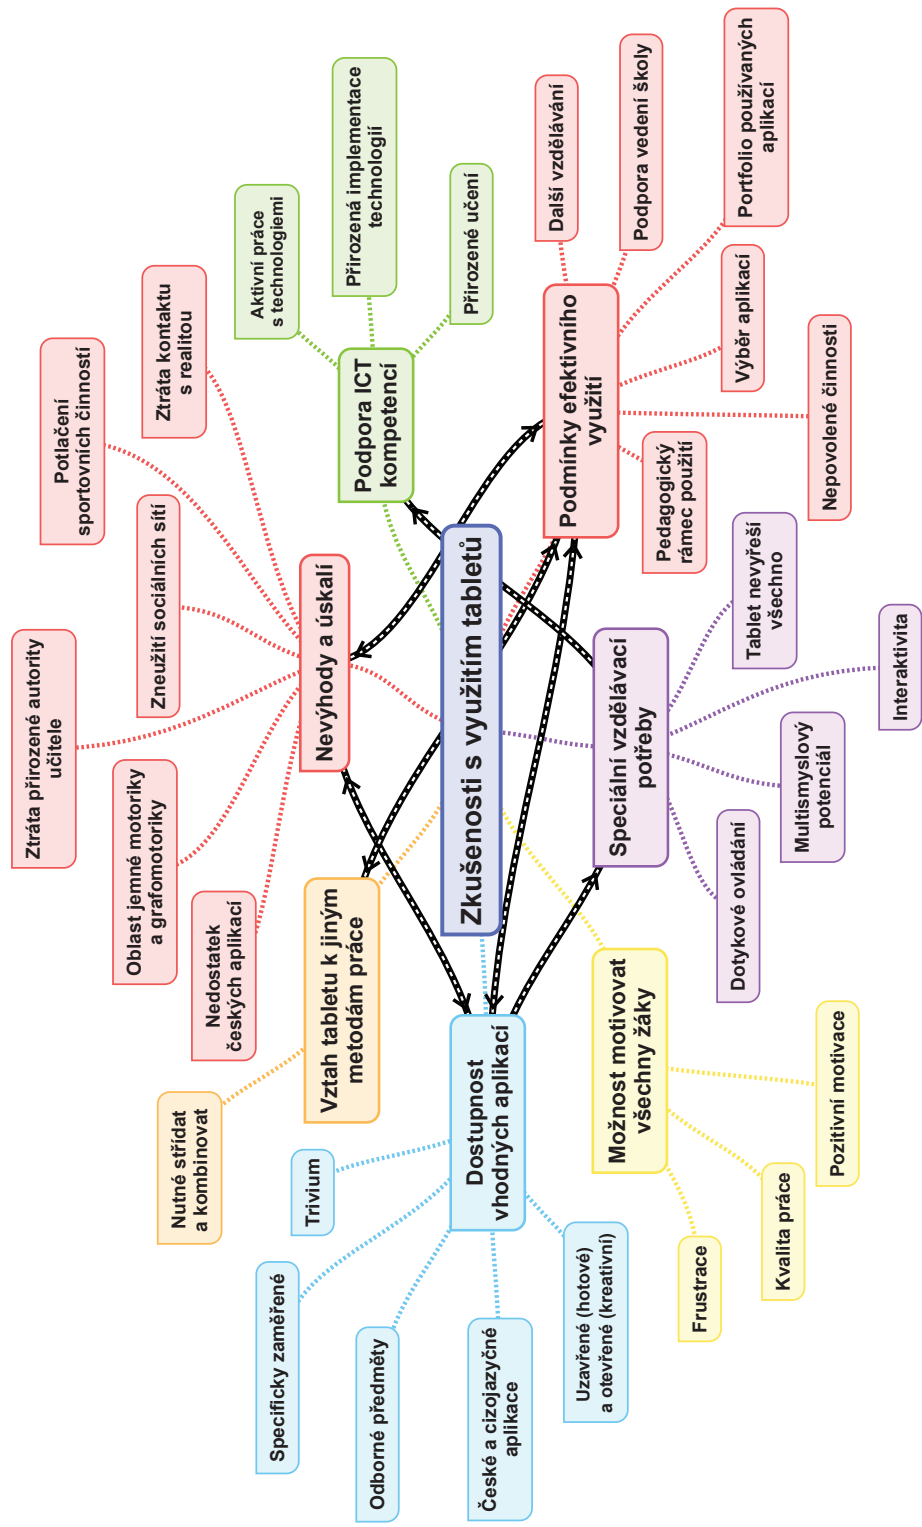 Ztráta přirozené autority
učitele
Potlačení
sportovních činností
Oblast jemné motoriky
a grafomotoriky
Zneužití sociálních sítí
Ztráta kontaktu
s realitou
Nedostatek
českých aplikací
Nevýhody a úskalí
Nutné střídat
a kombinovat
Vztah tabletu k jiným
metodám práce
Aktivní práce
s technologiemi
Přirozená implementace
technologií
Přirozené učení
Podpora ICT
kompetencí
Trivium
Specificky zaměřené
Odborné předměty
České a cizojazyčné
aplikace
Uzavřené (hotové)
a otevřené (kreativní)
Dostupnost
vhodných aplikací
Zkušenosti s využitím tabletů
Podmínky efektivního
využití
Další vzdělávání
Podpora vedení školy
Portfolio používaných
aplikací
Výběr aplikací
Nepovolené činnosti
Pedagogický
rámec použití
Možnost motivovat
všechny žáky
Frustrace
Kvalita práce
Pozitivní motivace
Speciální vzdělávací
potřeby
Dotykové ovládání
Multismyslový
potenciál
Interaktivita
Tablet nevyřeší
všechno